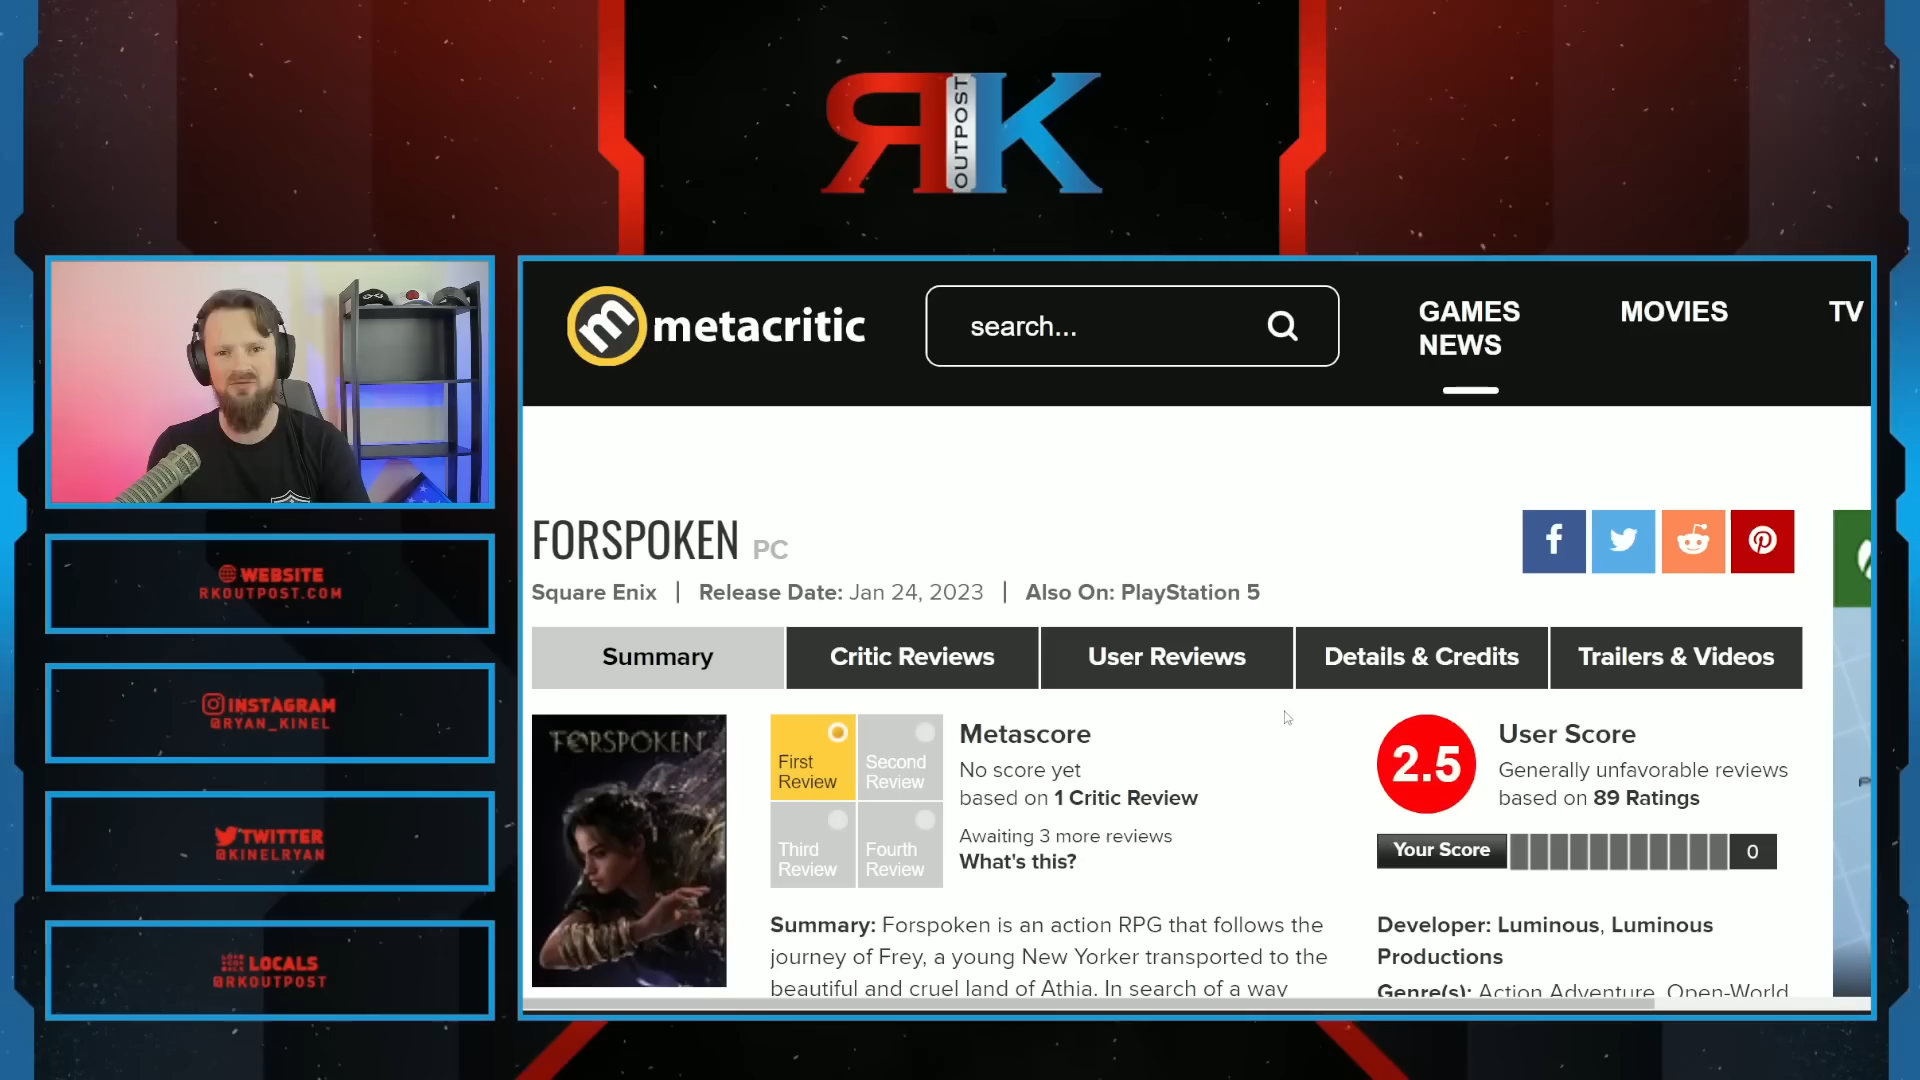 RK
OUTPOST
metacritic
search...
GAMES
MOVIES
TV
NEWS
FORSPOKEN PC
Square Enix | Release Date: Jan 24, 2023 | Also On: PlayStation 5
Summary
Critic Reviews
User Reviews
Details & Credits
Trailers & Videos
FORSPOKEN
First
Review
Second
Review
Third
Review
Fourth
Review
Metascore
No score yet
based on 1 Critic Review
Awaiting 3 more reviews
What's this?
2.5
User Score
Generally unfavorable reviews
based on 89 Ratings
Your Score
0
Summary: Forspoken is an action RPG that follows the
journey of Frey, a young New Yorker transported to the
beautiful and cruel land of Athia. In search of a way
Developer: Luminous, Luminous
Productions
Genre(s): Action Adventure, Open-World
WEBSITE
RKOUTPOST.COM
INSTAGRAM
@RYAN_KINEL
TWITTER
@KINELRYAN
LOCALS
@RKOUTPOST